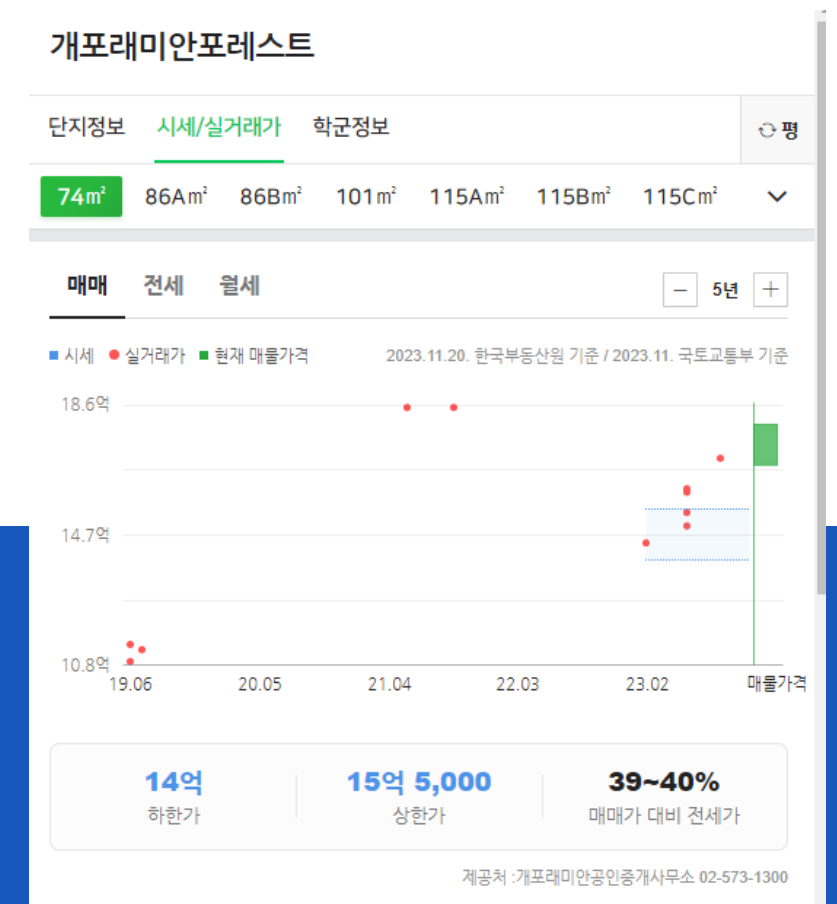 개포래미안포레스트
단지정보 시세/실거래가 학군정보 평
74㎡ 86A㎡ 86B㎡ 101㎡ 115A㎡ 115B㎡ 115C㎡
매매 전세 월세 - 5년 +
시세 실거래가 현재 매물가격 2023.11.20. 한국부동산원 기준 / 2023.11. 국토교통부 기준
18.6억
14.7억
10.8억
19.06 20.05 21.04 22.03 23.02 매물가격
14억 15억 5,000 39~40%
하한가 상한가 매매가 대비 전세가
제공처 :개포래미안공인중개사무소 02-573-1300